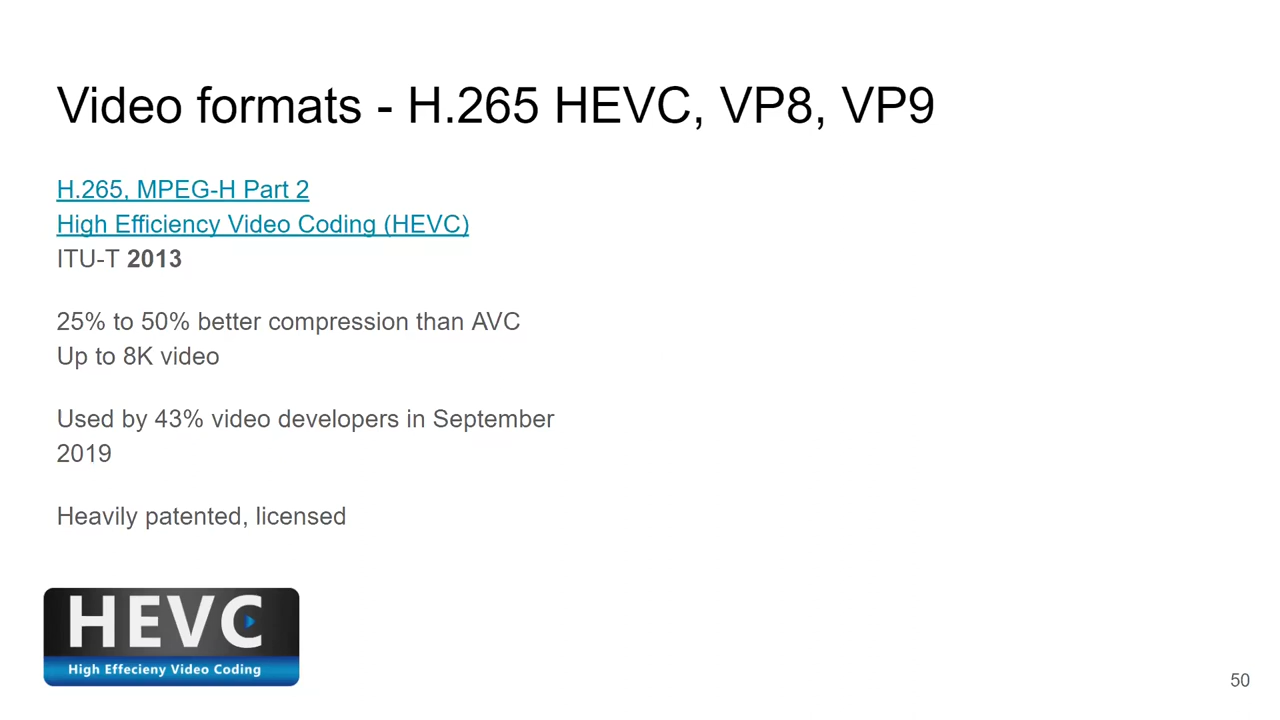 Video formats - H.265 HEVC, VP8, VP9
H.265, MPEG-H Part 2
High Efficiency Video Coding (HEVC)
ITU-T 2013
25% to 50% better compression than AVC
Up to 8K video
Used by 43% video developers in September
2019
Heavily patented, licensed
HEVC
High Effecieny Video Coding
50